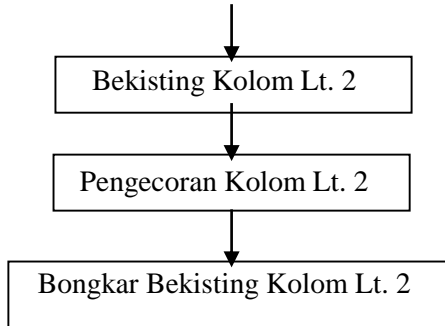 Bekisting Kolom Lt. 2
Pengecoran Kolom Lt. 2
Bongkar Bekisting Kolom Lt. 2